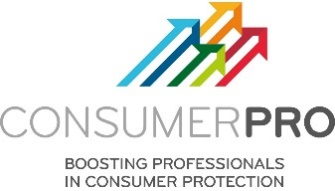 CONSUMERPRO
BOOSTING PROFESSIONALS
IN CONSUMER PROTECTION